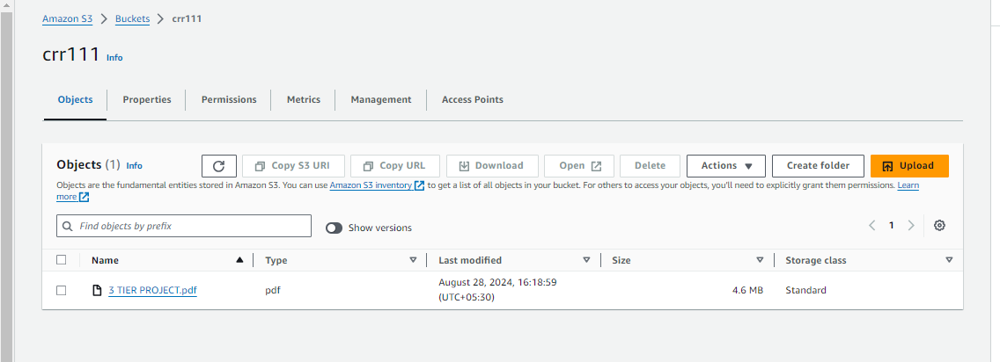 Amazon S3 > Buckets > crr111
crr111 Info
Objects Properties Permissions Metrics Management Access Points
Objects (1) Info Copy S3 URI Copy URL Download Open Delete Actions Create folder Upload
Objects are the fundamental entities stored in Amazon S3. You can use Amazon S3 inventory to get a list of all objects in your bucket. For others to access your objects, you'll need to explicitly grant them permissions. Learn
more
Find objects by prefix Show versions 1
Name Type Last modified Size Storage class
3 TIER PROJECT.pdf pdf August 28, 2024, 16:18:59 4.6 MB Standard
(UTC+05:30)